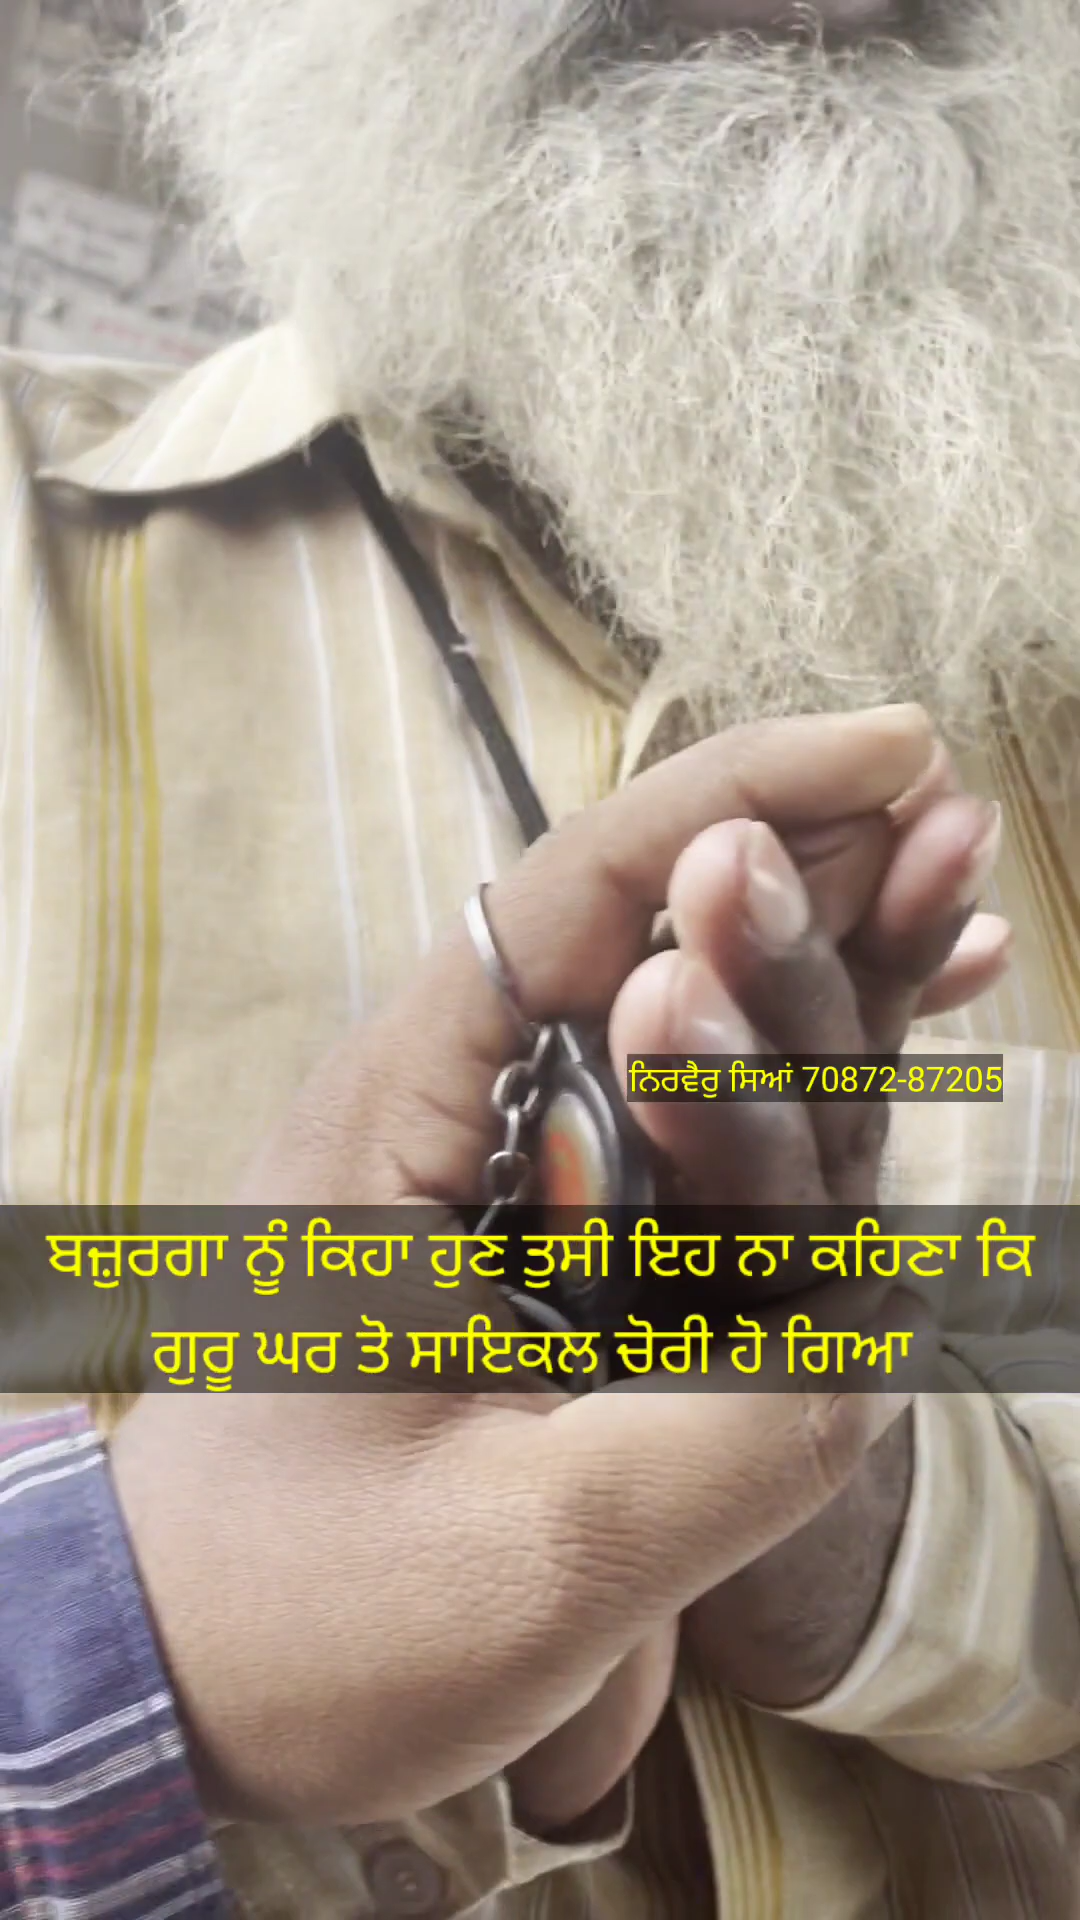 ਨਿਰਵੈਰੁ ਸਿਆਂ 70872-87205
ਬਜ਼ੁਰਗਾ ਨੂੰ ਕਿਹਾ ਹੁਣ ਤੁਸੀ ਇਹ ਨਾ ਕਹਿਣਾ ਕਿ
ਗੁਰੂ ਘਰ ਤੋ ਸਾਇਕਲ ਚੋਰੀ ਹੋ ਗਿਆ